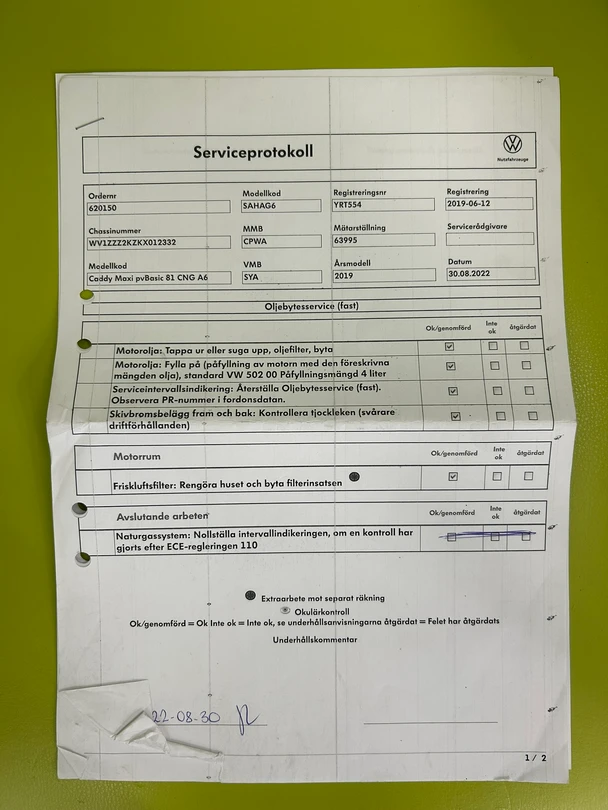 Serviceprotokoll
Nutzfahrzeuge
Ordernr
620150
Modellkod
SAHAG6
Registreringsnr
YRT554
Registrering
2019-06-12
Chassinummer
WV1ZZZ2KZKX012332
MMB
CPWA
Mätarställning
63995
Servicerådgivare
Modellkod
Caddy Maxi pvBasic 81 CNG A6
VMB
SYA
Årsmodell
2019
Datum
30.08.2022
Oljebytesservice (fast)
Ok/genomförd Inte ok åtgärdat
Motorolja: Tappa ur eller suga upp, oljefilter, byta
Motorolja: Fylla på (påfyllning av motorn med den föreskrivna
mängden olja), standard VW 502 00 Påfyllningsmängd 4 liter
Serviceintervallsindikering: Återställa Oljebytesservice (fast).
Observera PR-nummer i fordonsdatan.
Skivbromsbelägg fram och bak: Kontrollera tjockleken (svårare
driftförhållanden)
Motorrum
Ok/genomförd Inte ok åtgärdat
Friskluftsfilter: Rengöra huset och byta filterinsatsen
Avslutande arbeten
Ok/genomförd Inte ok åtgärdat
Naturgassystem: Nollställa intervallindikeringen, om en kontroll har
gjorts efter ECE-regleringen 110
Extraarbete mot separat räkning
Okulärkontroll
Ok/genomförd = Ok Inte ok = Inte ok, se underhållsanvisningarna åtgärdat = Felet har åtgärdats
Underhållskommentar
22-08-30
1 / 2